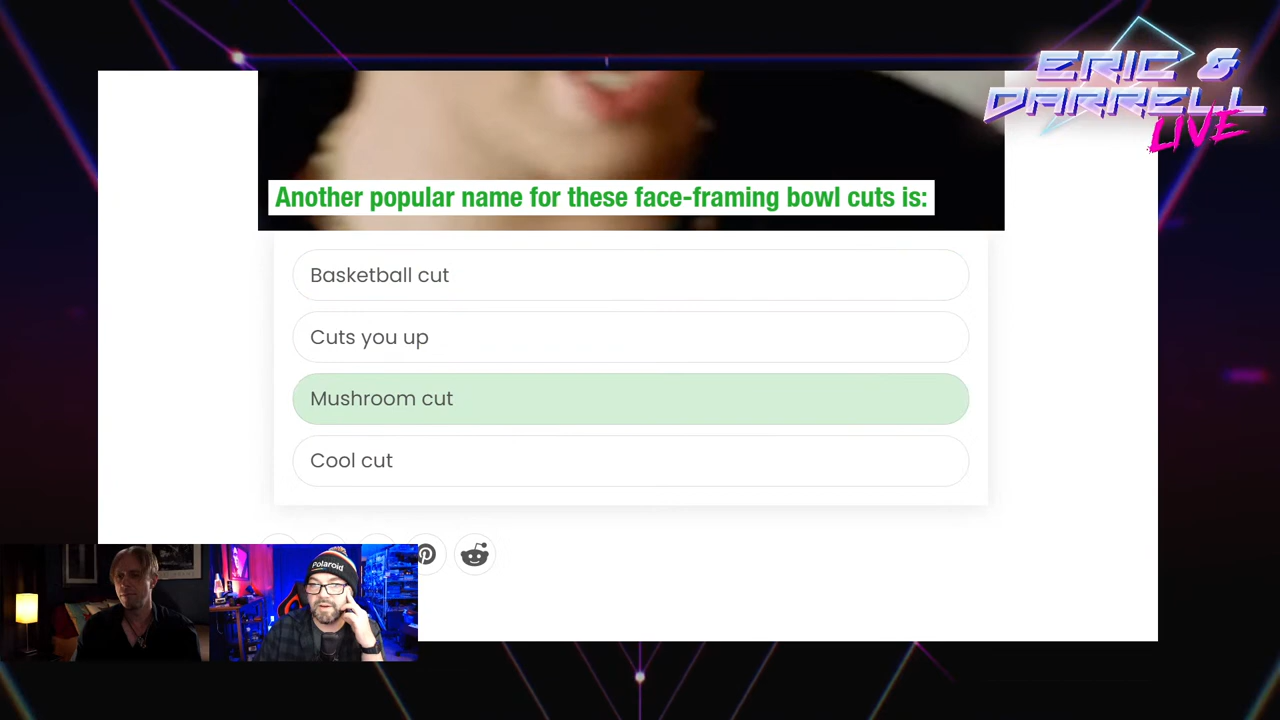 ERIC &
DARRELL
LIVE
Another popular name for these face-framing bowl cuts is:
Basketball cut
Cuts you up
Mushroom cut
Cool cut
Polaroid